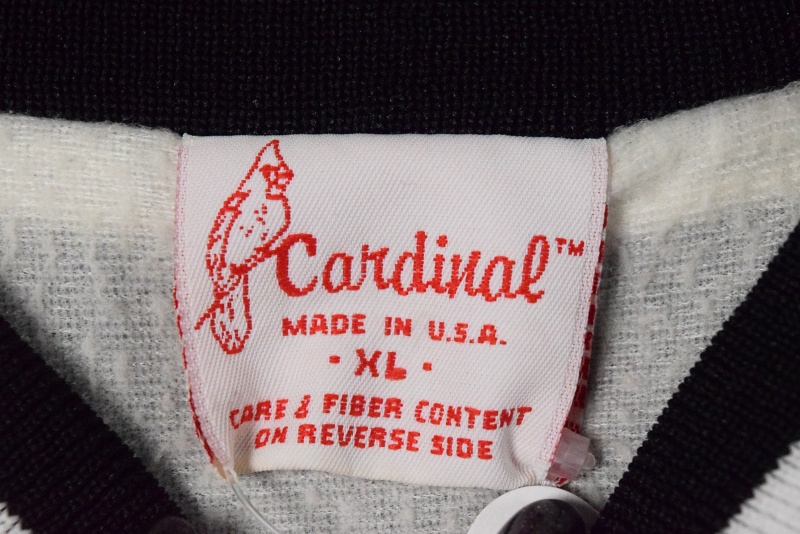 Cardinal™
MADE IN U.S.A.
· XL ·
CARE & FIBER CONTENT
ON REVERSE SIDE